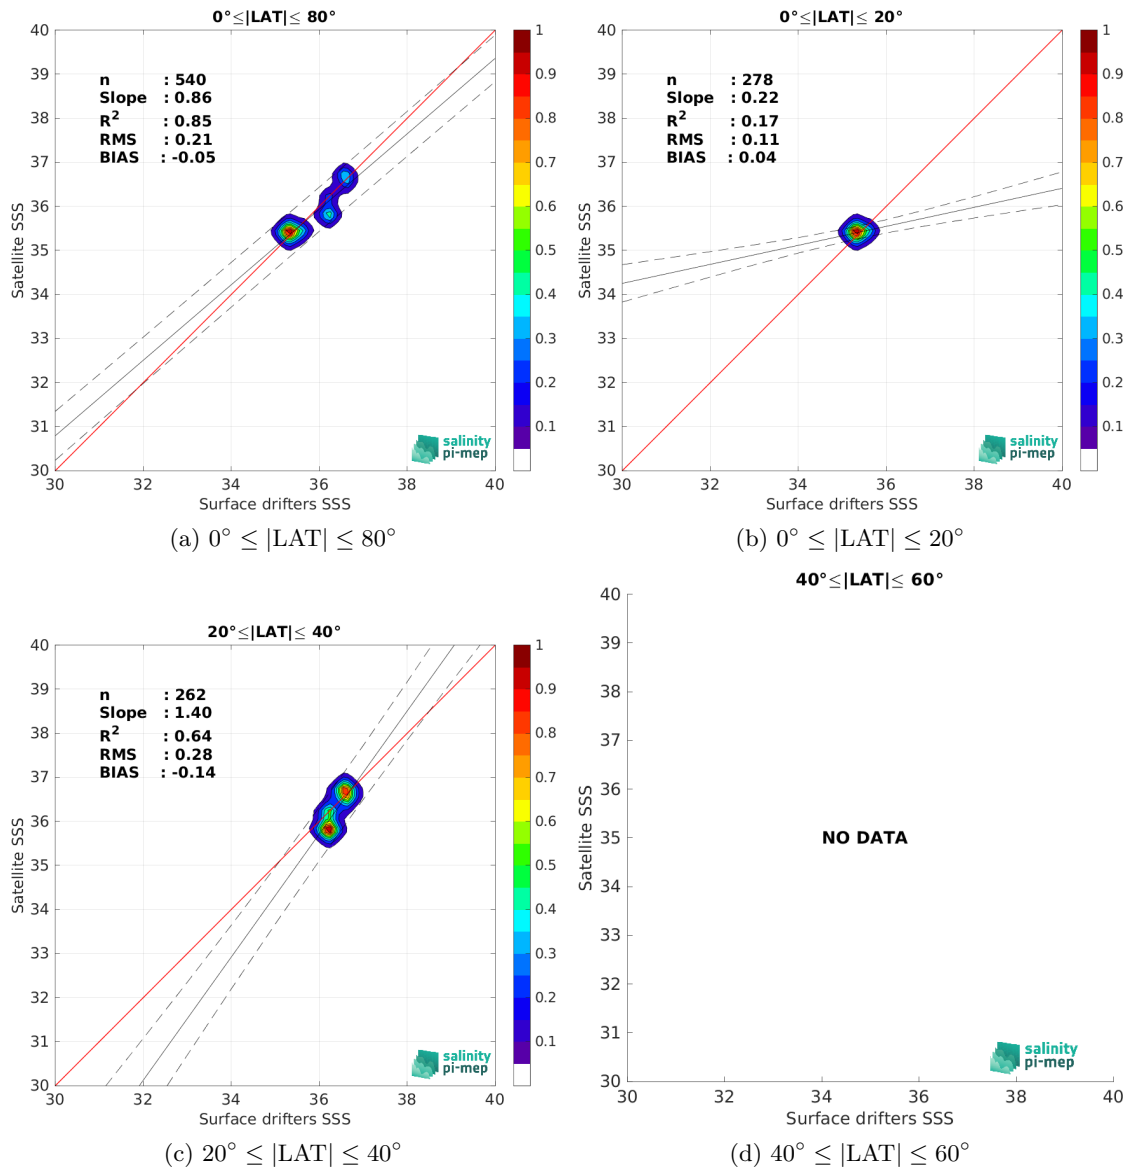 0°≤|LAT|≤ 80°
40
39
38
37
36
35
34
33
32
31
30
Satellite SSS
n : 540
Slope : 0.86
R² : 0.85
RMS : 0.21
BIAS : -0.05
salinity
pi-mep
30 32 34 36 38 40
Surface drifters SSS
1
0.9
0.8
0.7
0.6
0.5
0.4
0.3
0.2
0.1
(a) 0° ≤ |LAT| ≤ 80°
0°≤|LAT|≤ 20°
40
39
38
37
36
35
34
33
32
31
30
Satellite SSS
n : 278
Slope : 0.22
R² : 0.17
RMS : 0.11
BIAS : 0.04
salinity
pi-mep
30 32 34 36 38 40
Surface drifters SSS
1
0.9
0.8
0.7
0.6
0.5
0.4
0.3
0.2
0.1
(b) 0° ≤ |LAT| ≤ 20°
20°≤|LAT|≤ 40°
40
39
38
37
36
35
34
33
32
31
30
Satellite SSS
n : 262
Slope : 1.40
R² : 0.64
RMS : 0.28
BIAS : -0.14
salinity
pi-mep
30 32 34 36 38 40
Surface drifters SSS
1
0.9
0.8
0.7
0.6
0.5
0.4
0.3
0.2
0.1
(c) 20° ≤ |LAT| ≤ 40°
40°≤|LAT|≤ 60°
40
39
38
37
36
35
34
33
32
31
30
Satellite SSS
NO DATA
salinity
pi-mep
30 32 34 36 38 40
Surface drifters SSS
(d) 40° ≤ |LAT| ≤ 60°